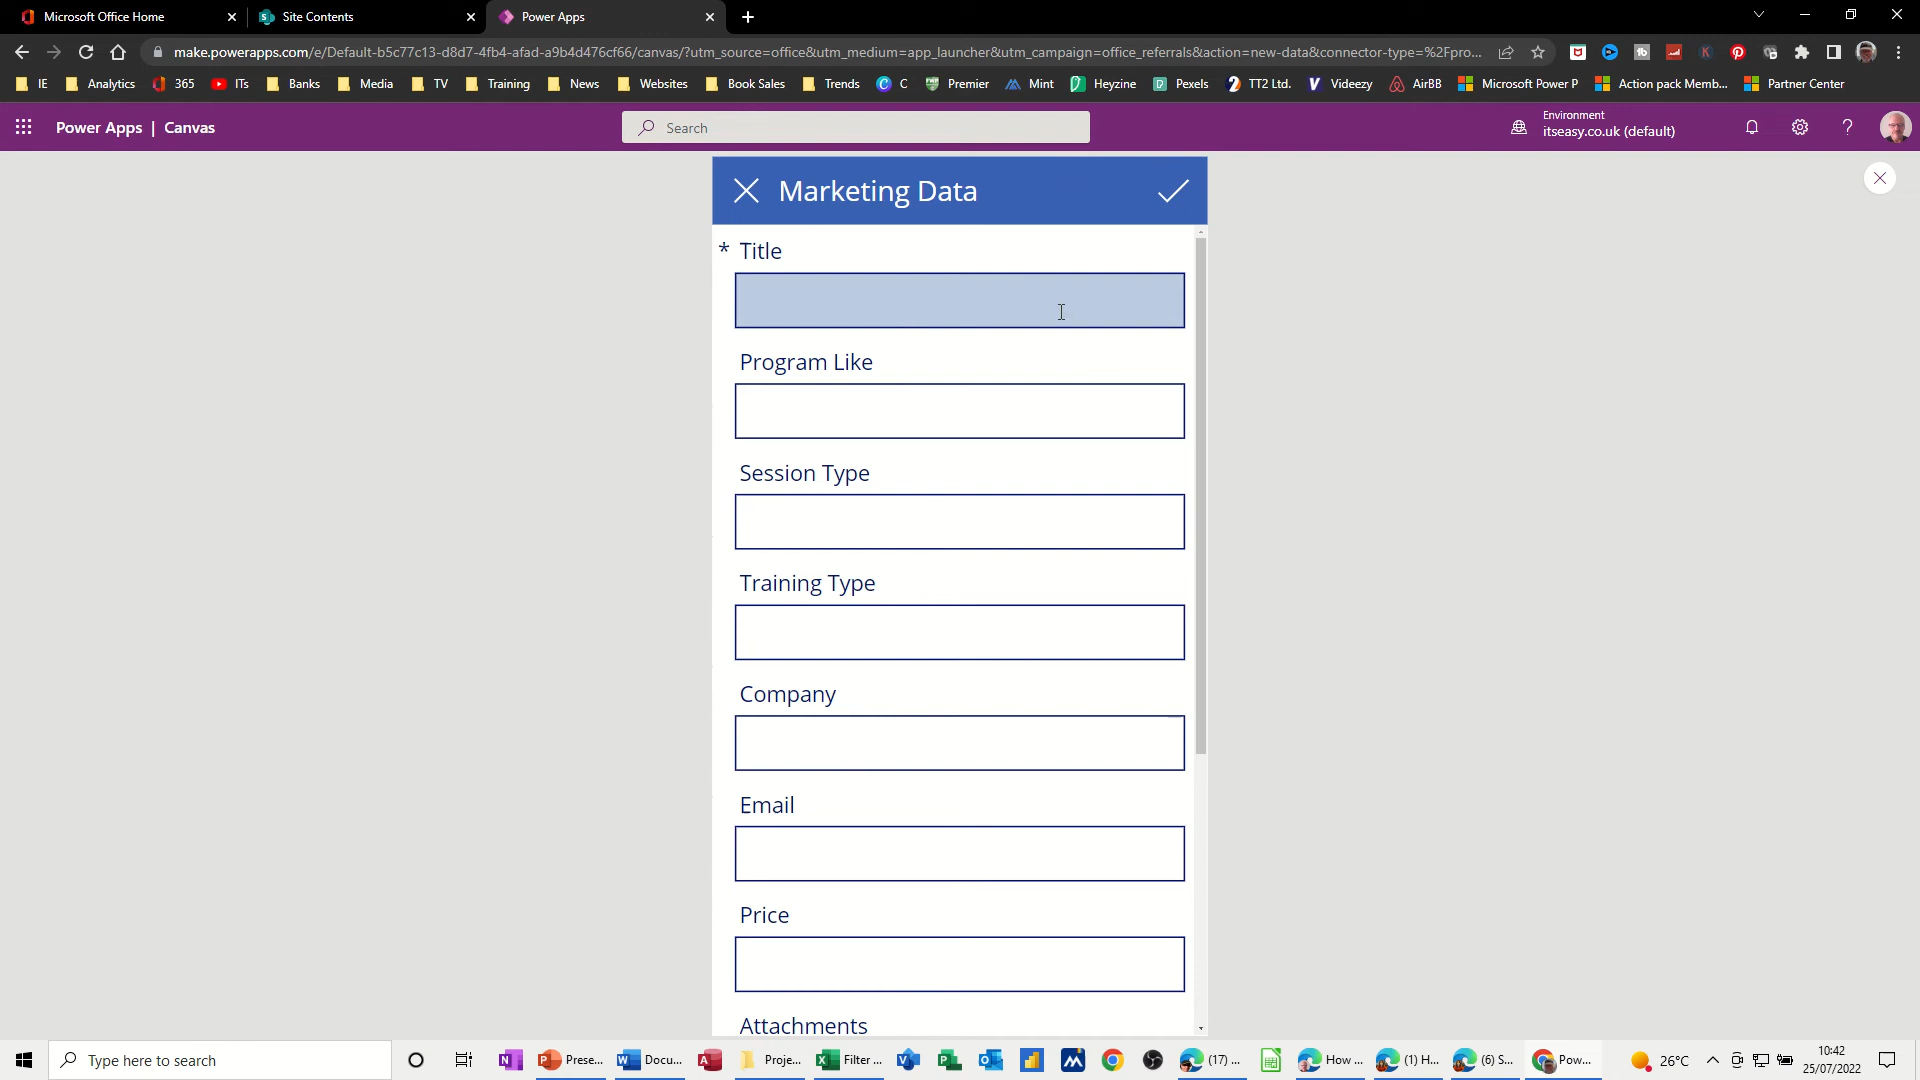 Microsoft Office Home
Site Contents
Power Apps
make.powerapps.com/e/Default-b5c77c13-d8d7-4fb4-afad-a9b4d476cf66/canvas/?utm_source=office&utm_medium=app_launcher&utm_campaign=office_referrals&action=new-data&connector-type=%2Fpro...
IE
Analytics
365
ITs
Banks
Media
TV
Training
News
Websites
Book Sales
Trends
C
Premier
Mint
Heyzine
Pexels
TT2 Ltd.
Videezy
AirBB
Microsoft Power P
Action pack Memb...
Partner Center
Power Apps | Canvas
Search
Environment
itseasy.co.uk (default)
Marketing Data
* Title
Program Like
Session Type
Training Type
Company
Email
Price
Attachments
Type here to search
Prese...
Docu...
Proje...
Filter ...
(17) ...
How ...
(1) H...
(6) S...
Pow...
26°C
10:42
25/07/2022